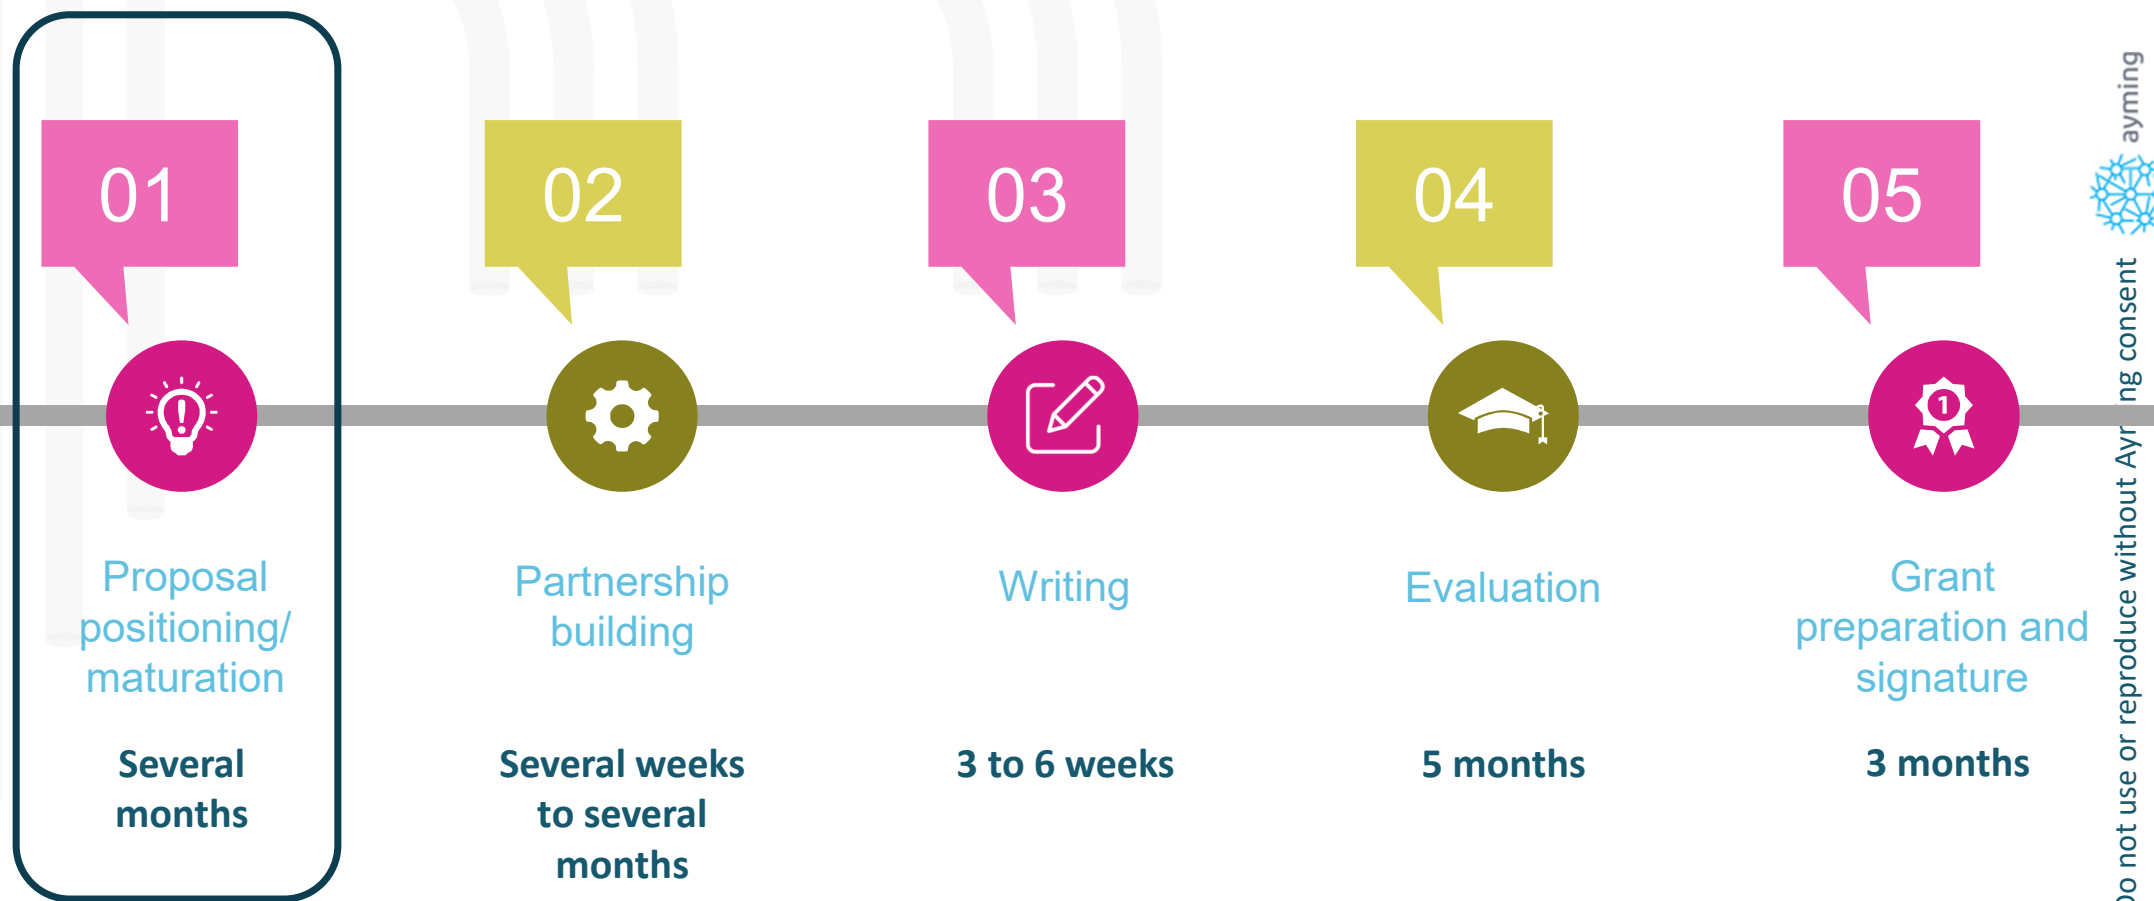 01
02
03
04
05
1
Proposal
positioning/
maturation
Several
months
Partnership
building
Several weeks
to several
months
Writing
3 to 6 weeks
Evaluation
5 months
Grant
preparation and
signature
3 months
ayming
not use or reproduce without consent